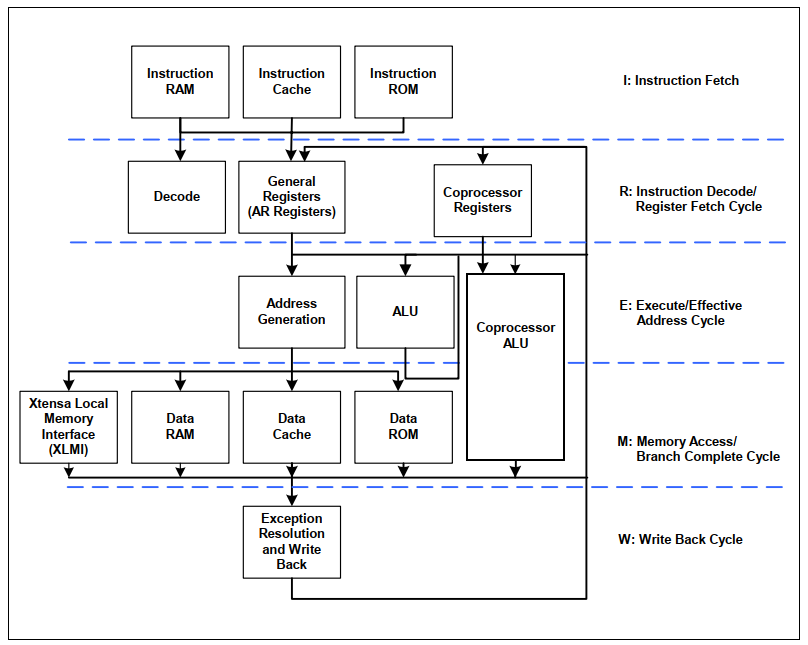 Instruction
RAM
Instruction
Cache
Instruction
ROM
I: Instruction Fetch
Decode
General
Registers
(AR Registers)
Coprocessor
Registers
R: Instruction Decode/
Register Fetch Cycle
Address
Generation
ALU
Coprocessor
ALU
E: Execute/Effective
Address Cycle
Xtensa Local
Memory
Interface
(XLMI)
Data
RAM
Data
Cache
Data
ROM
M: Memory Access/
Branch Complete Cycle
Exception
Resolution
and Write
Back
W: Write Back Cycle